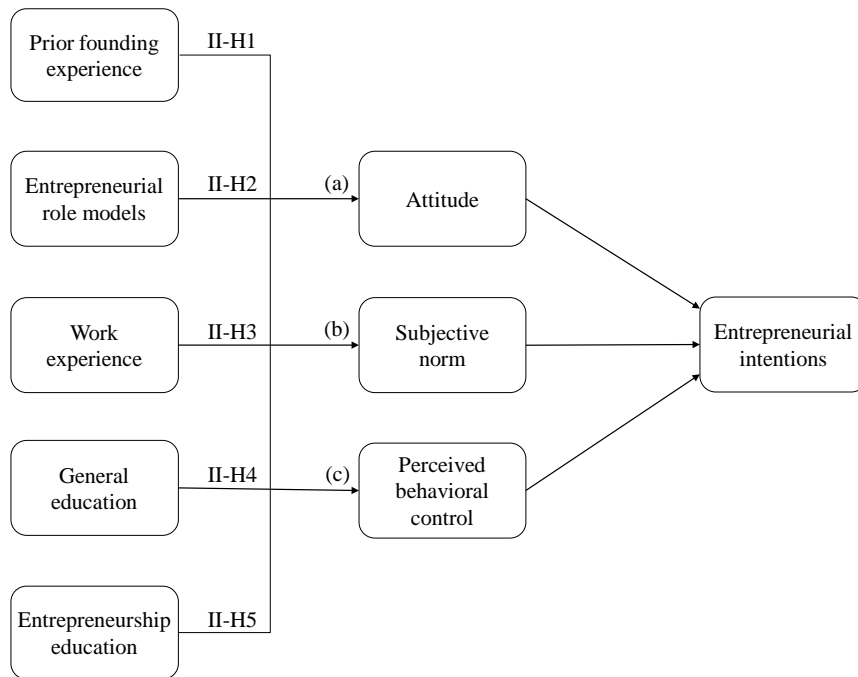 Prior founding
experience
II-H1
Entrepreneurial
role models
II-H2
(a)
Attitude
Work
experience
II-H3
(b)
Subjective
norm
Entrepreneurial
intentions
General
education
II-H4
(c)
Perceived
behavioral
control
Entrepreneurship
education
II-H5